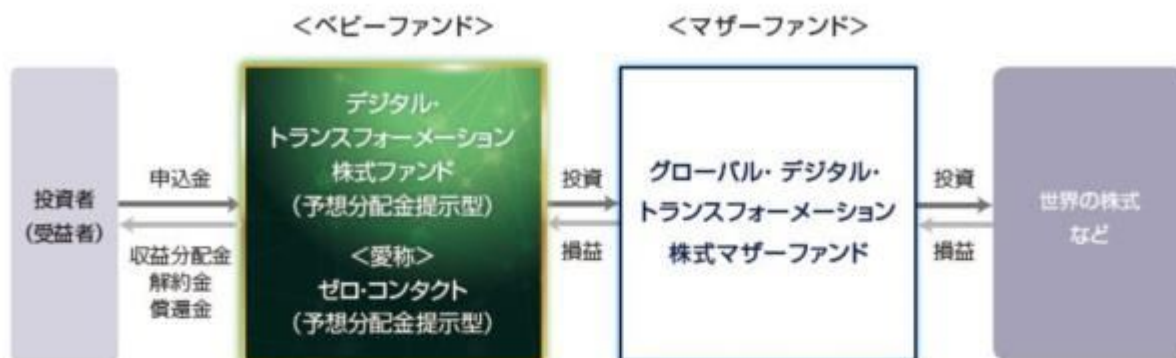 ＜ベビーファンド＞
＜マザーファンド＞
投資者
（受益者）
申込金
収益分配金
解約金
償還金
デジタル・
トランスフォーメーション
株式ファンド
（予想分配金提示型）
＜愛称＞
ゼロ・コンタクト
（予想分配金提示型）
投資
損益
グローバル・デジタル・
トランスフォーメーション
株式マザーファンド
投資
損益
世界の株式
など